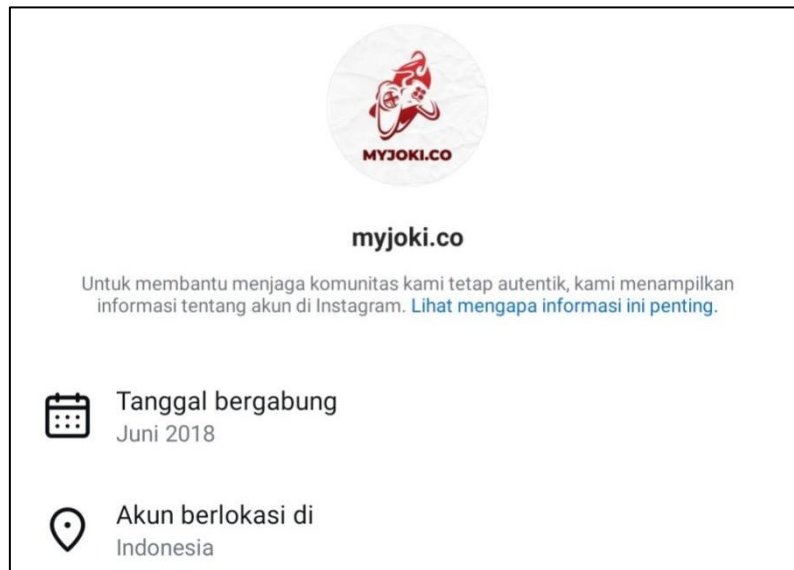 MYJOKI.CO
myjoki.co
Untuk membantu menjaga komunitas kami tetap autentik, kami menampilkan
informasi tentang akun di Instagram. Lihat mengapa informasi ini penting.
Tanggal bergabung
Juni 2018
Akun berlokasi di
Indonesia